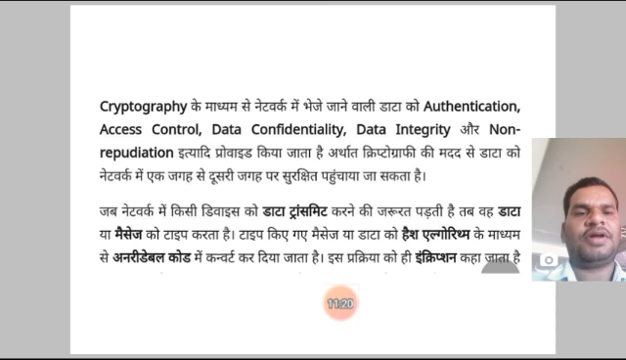 Cryptography के माध्यम से नेटवर्क में भेजे जाने वाली डाटा को Authentication,
Access Control, Data Confidentiality, Data Integrity और Non-
repudiation इत्यादि प्रोवाइड किया जाता है अर्थात क्रिप्टोग्राफी की मदद से डाटा को
नेटवर्क में एक जगह से दूसरी जगह पर सुरक्षित पहुंचाया जा सकता है।
जब नेटवर्क में किसी डिवाइस को डाटा ट्रांसमिट करने की जरूरत पड़ती है तब वह डाटा
या मैसेज को टाइप करता है। टाइप किए गए मैसेज या डाटा को हैश एल्गोरिथ्म के माध्यम
से अनरीडेबल कोड में कन्वर्ट कर दिया जाता है। इस प्रक्रिया को ही इंक्रिप्शन कहा जाता है
11:20